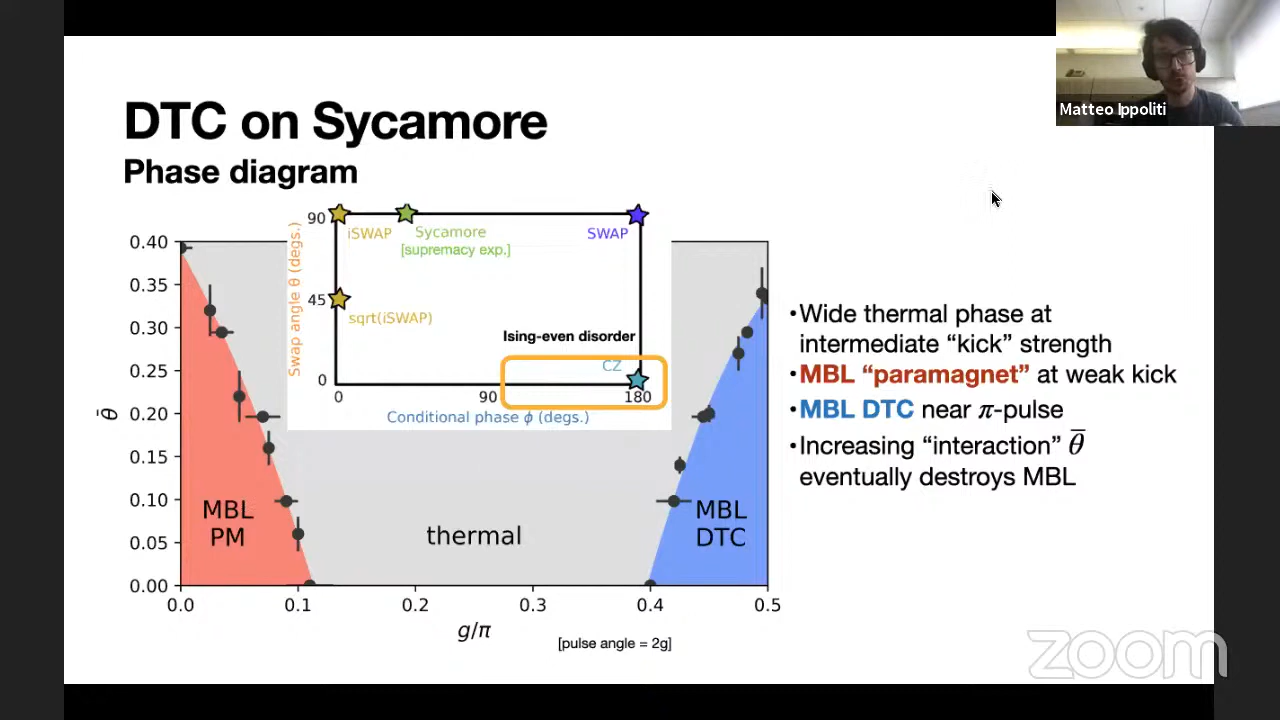 Matteo Ippoliti
DTC on Sycamore
Phase diagram
90
45
0
Swap angle θ (degs.)
iSWAP
Sycamore
[supremacy exp.]
SWAP
sqrt(iSWAP)
Ising-even disorder
CZ
0
90
180
Conditional phase ϕ (degs.)
0.40
0.35
0.30
0.25
0.20
0.15
0.10
0.05
0.00
θ̄
MBL
PM
thermal
MBL
DTC
0.0
0.1
0.2
0.3
0.4
0.5
g/π
[pulse angle = 2g]
•Wide thermal phase at
intermediate “kick” strength
•MBL “paramagnet” at weak kick
•MBL DTC near π-pulse
•Increasing “interaction” θ̄
eventually destroys MBL
zoom